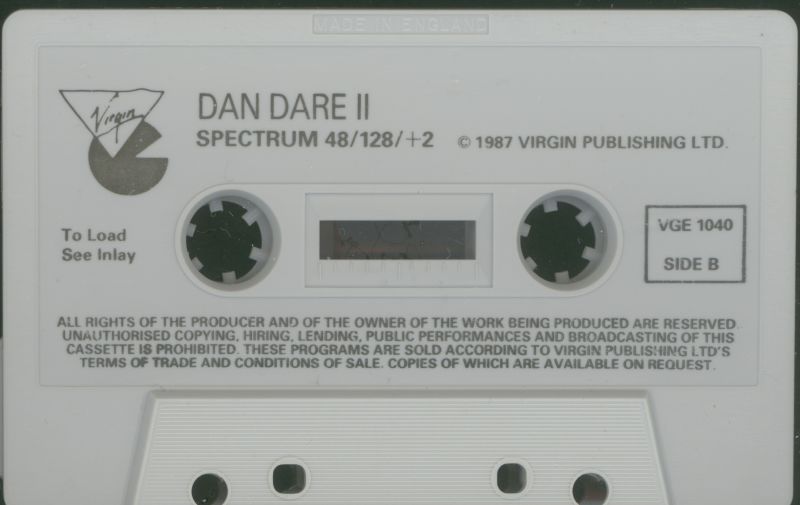 MADE IN ENGLAND
Virgin
DAN DARE II
SPECTRUM 48/128/+2 © 1987 VIRGIN PUBLISHING LTD.
To Load
See Inlay
VGE 1040
SIDE B
ALL RIGHTS OF THE PRODUCER AND OF THE OWNER OF THE WORK BEING PRODUCED ARE RESERVED.
UNAUTHORISED COPYING, HIRING, LENDING, PUBLIC PERFORMANCES AND BROADCASTING OF THIS
CASSETTE IS PROHIBITED. THESE PROGRAMS ARE SOLD ACCORDING TO VIRGIN PUBLISHING LTD'S
TERMS OF TRADE AND CONDITIONS OF SALE. COPIES OF WHICH ARE AVAILABLE ON REQUEST.